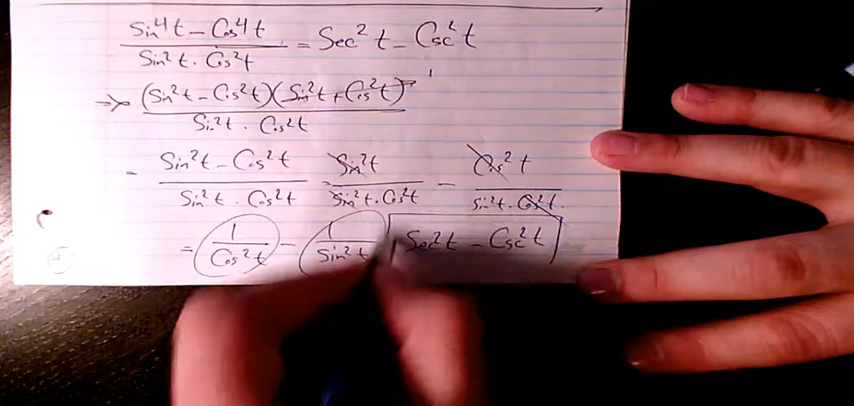 Sin⁴t - Cos⁴t / Sin²t · Cos²t = Sec²t - Csc²t
=> (Sin²t - Cos²t)(Sin²t + Cos²t) 1 / Sin²t · Cos²t
= Sin²t - Cos²t / Sin²t · Cos²t = Sin²t / Sin²t · Cos²t - Cos²t / Sin²t · Cos²t
= 1 / Cos²t - 1 / Sin²t Sec²t - Csc²t